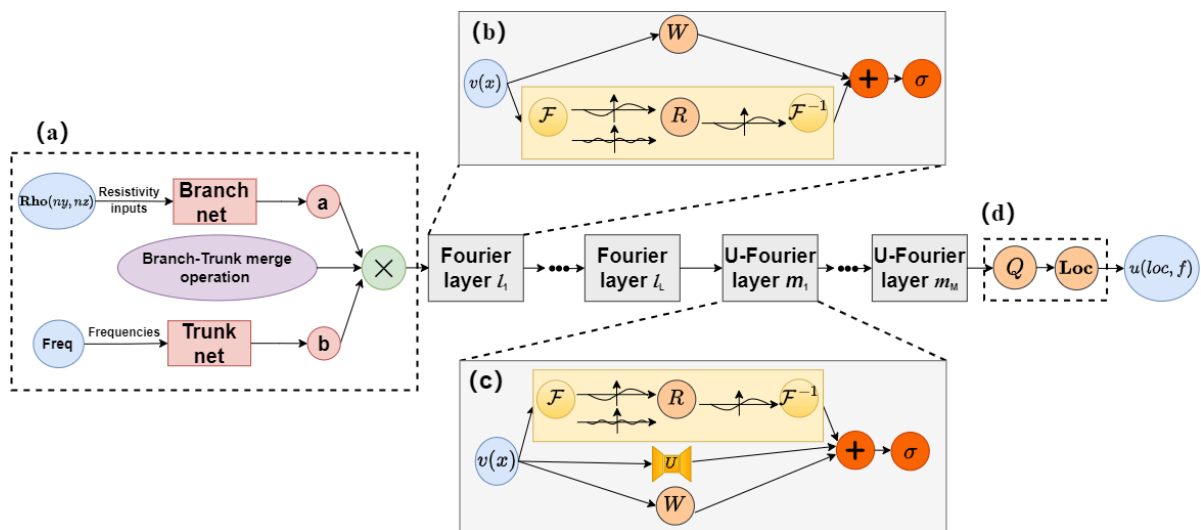 (a)
Rho(ny, nz)
Resistivity
inputs
Branch
net
a
Branch-Trunk merge
operation
×
Freq
Frequencies
Trunk
net
b
(b)
v(x)
W
ℱ
R
ℱ⁻¹
+
σ
Fourier
layer l₁
Fourier
layer l_L
U-Fourier
layer m₁
U-Fourier
layer m_M
(d)
Q
Loc
u(loc, f)
(c)
ℱ
R
ℱ⁻¹
v(x)
U
W
+
σ